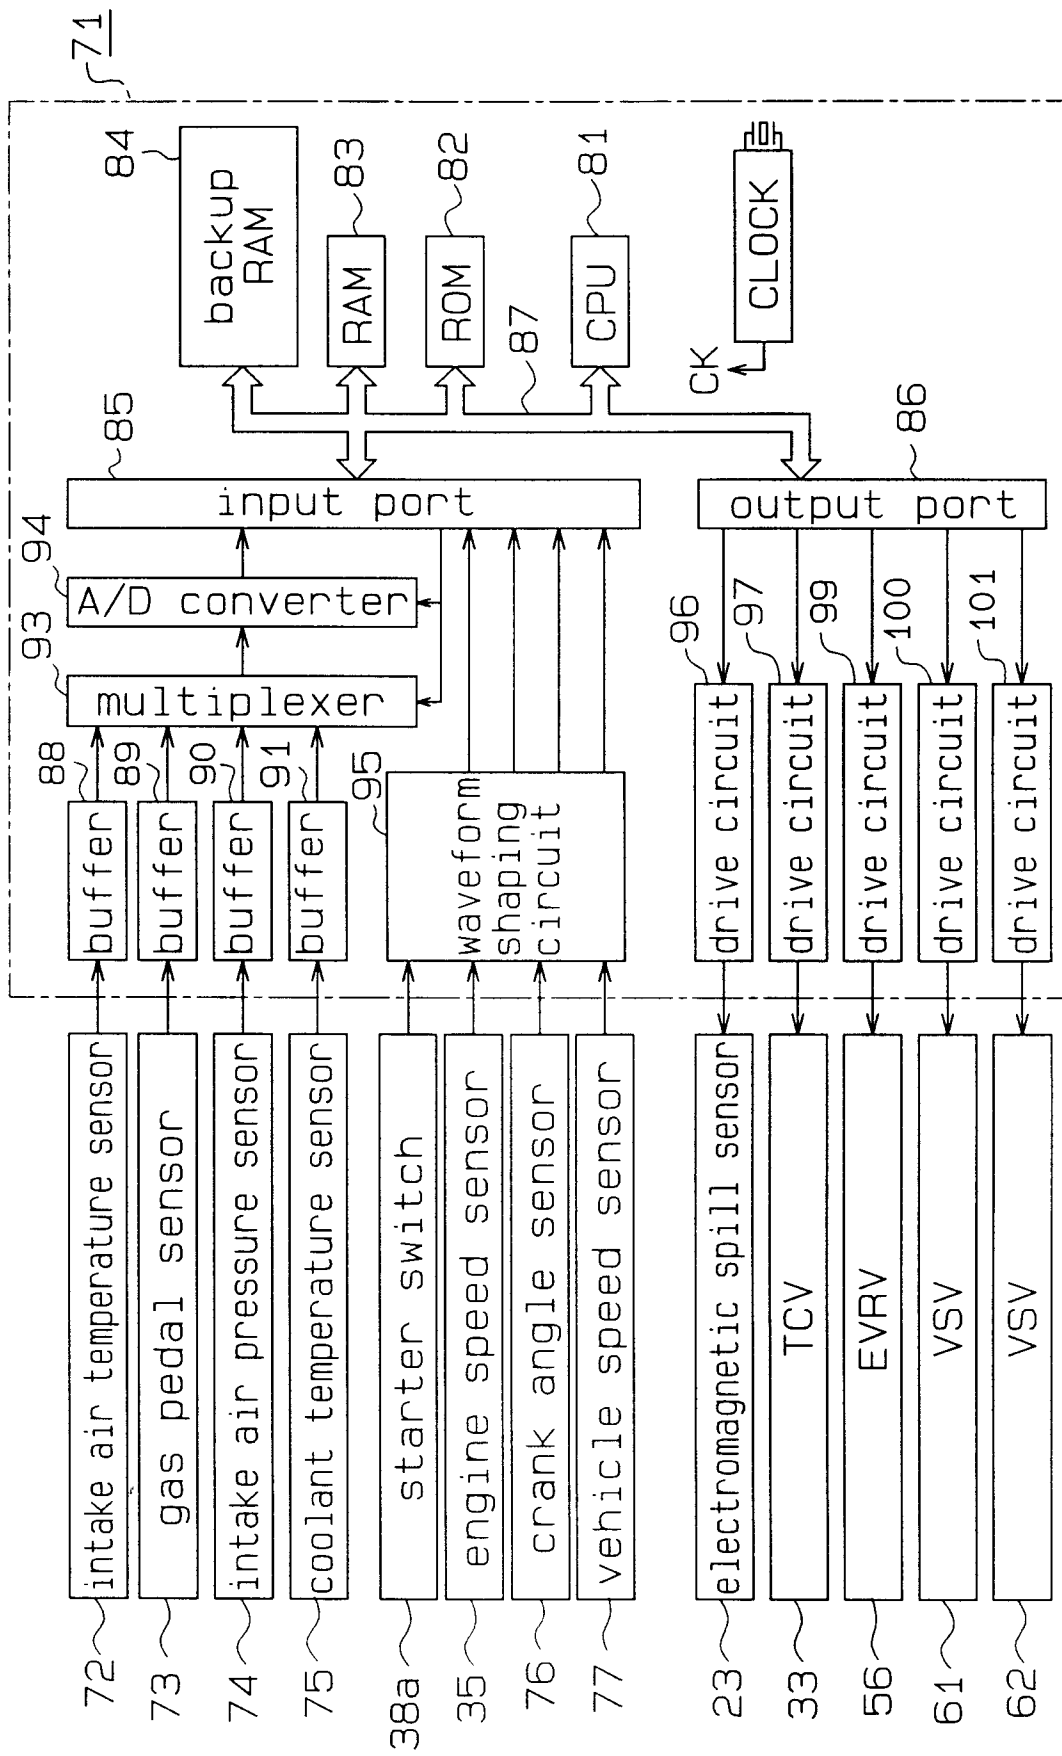 71
72
intake air temperature sensor
buffer
88
73
gas pedal sensor
buffer
89
74
intake air pressure sensor
buffer
90
75
coolant temperature sensor
buffer
91
multiplexer
93
A/D converter
94
input port
85
38a
starter switch
35
engine speed sensor
76
crank angle sensor
77
vehicle speed sensor
waveform
shaping
circuit
95
backup
RAM
84
RAM
83
ROM
82
CPU
81
87
CK
CLOCK
output port
86
23
electromagnetic spill sensor
drive circuit
96
33
TCV
drive circuit
97
56
EVRV
drive circuit
99
61
VSV
drive circuit
100
62
VSV
drive circuit
101